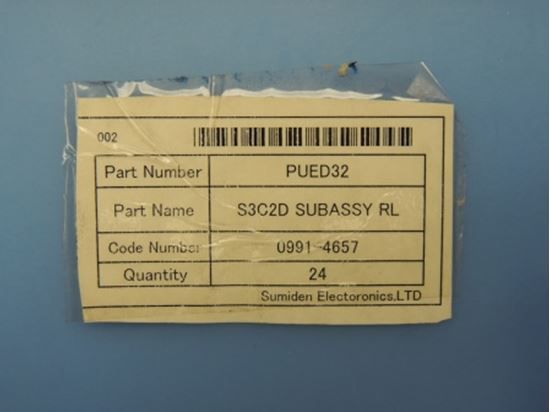 002
Part Number PUED32
Part Name S3C2D SUBASSY RL
Code Number 0991-4657
Quantity 24
Sumiden Electoronics,LTD